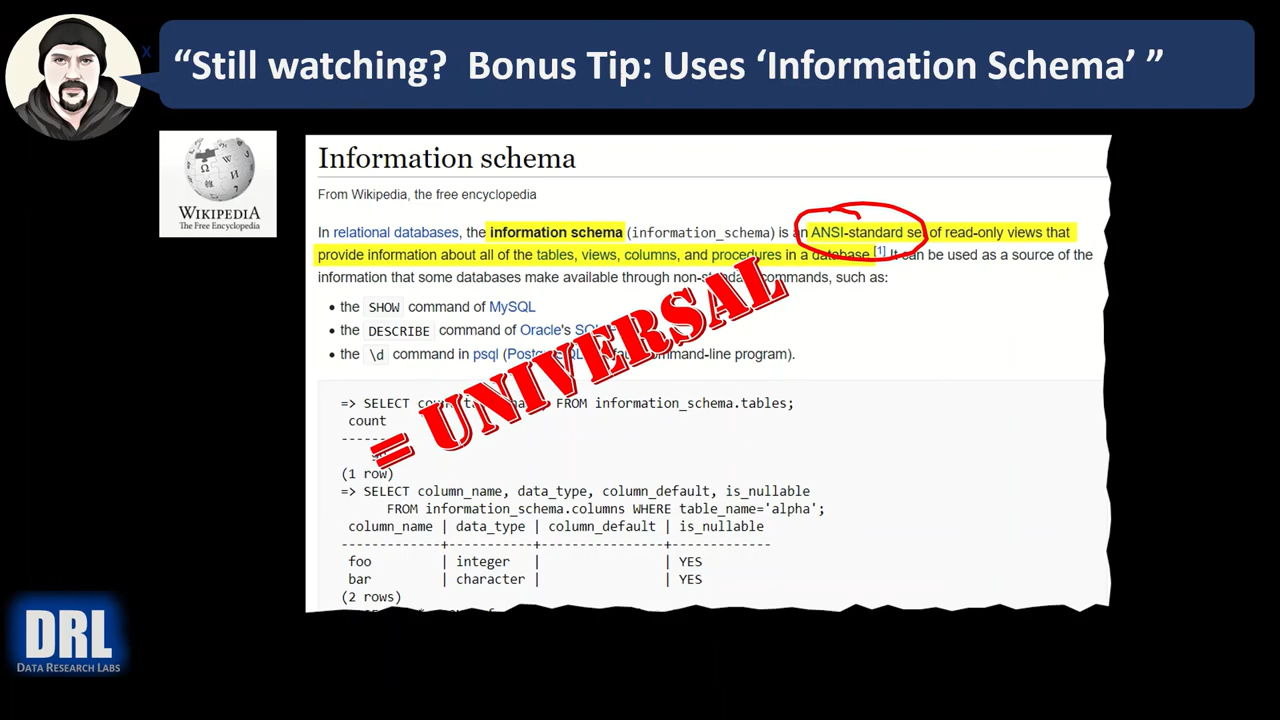 “Still watching? Bonus Tip: Uses ‘Information Schema’ ”
x
WIKIPEDIA
The Free Encyclopedia
Information schema
From Wikipedia, the free encyclopedia
In relational databases, the information schema (information_schema) is an ANSI-standard set of read-only views that
provide information about all of the tables, views, columns, and procedures in a database.[1] It can be used as a source of the
information that some databases make available through non-standard commands, such as:
• the SHOW command of MySQL
• the DESCRIBE command of Oracle's
• the \d command in psql command-line program).
= UNIVERSAL
=> SELECT FROM information_schema.tables;
count
(1 row)
=> SELECT column_name, data_type, column_default, is_nullable
FROM information_schema.columns WHERE table_name='alpha';
column_name | data_type | column_default | is_nullable
-------------+-----------+----------------+-------------
foo | integer | | YES
bar | character | | YES
(2 rows)
DRL
DATA RESEARCH LABS